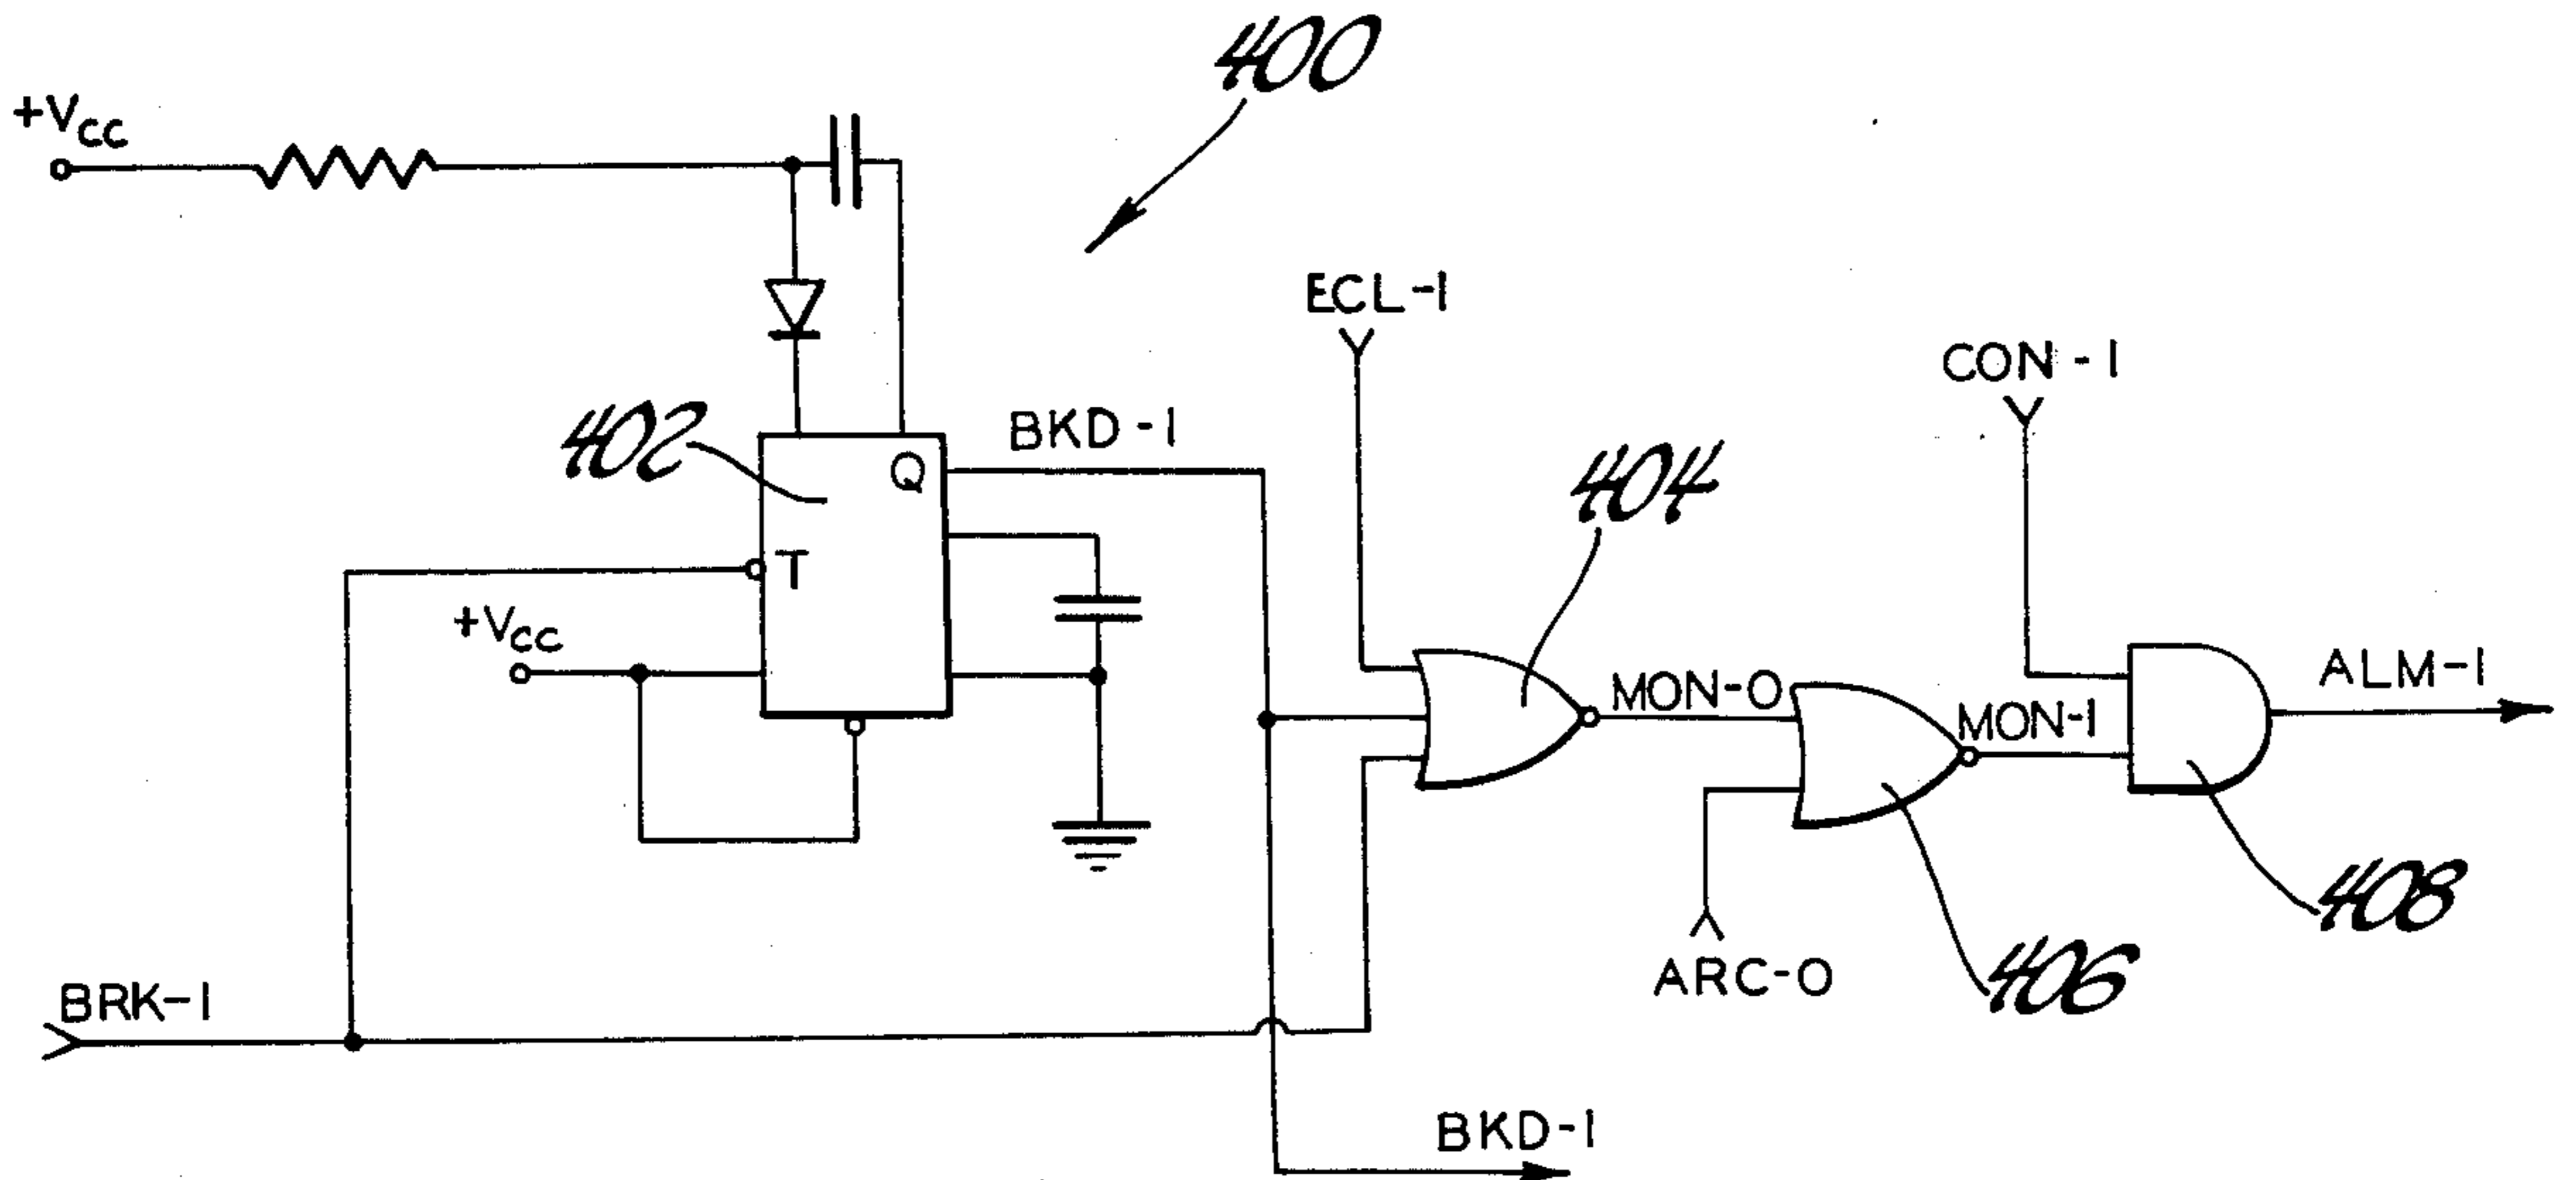 400
+VCC
ECL-1
CON-1
402
BKD-1
Q
404
T
+VCC
MON-0
ALM-1
MON-1
408
ARC-0
406
BRK-1
BKD-1